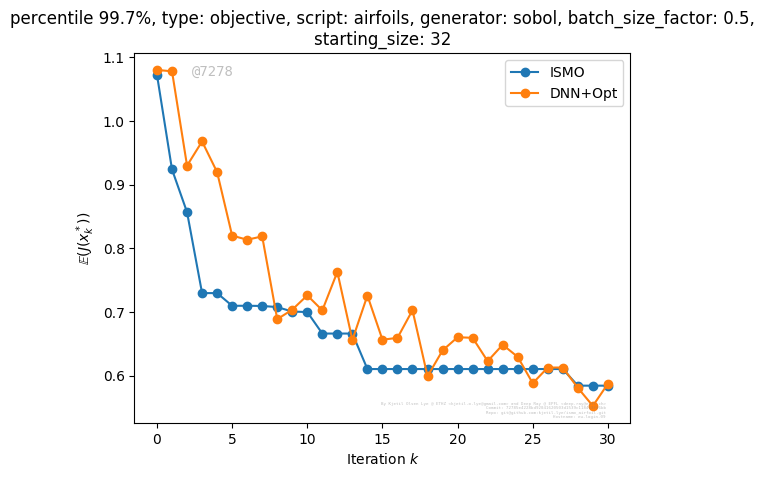 percentile 99.7%, type: objective, script: airfoils, generator: sobol, batch_size_factor: 0.5,
starting_size: 32
@7278
ISMO
DNN+Opt
1.1
1.0
0.9
0.8
0.7
0.6
𝔼(J(x*ₖ))
0
5
10
15
20
25
30
Iteration k